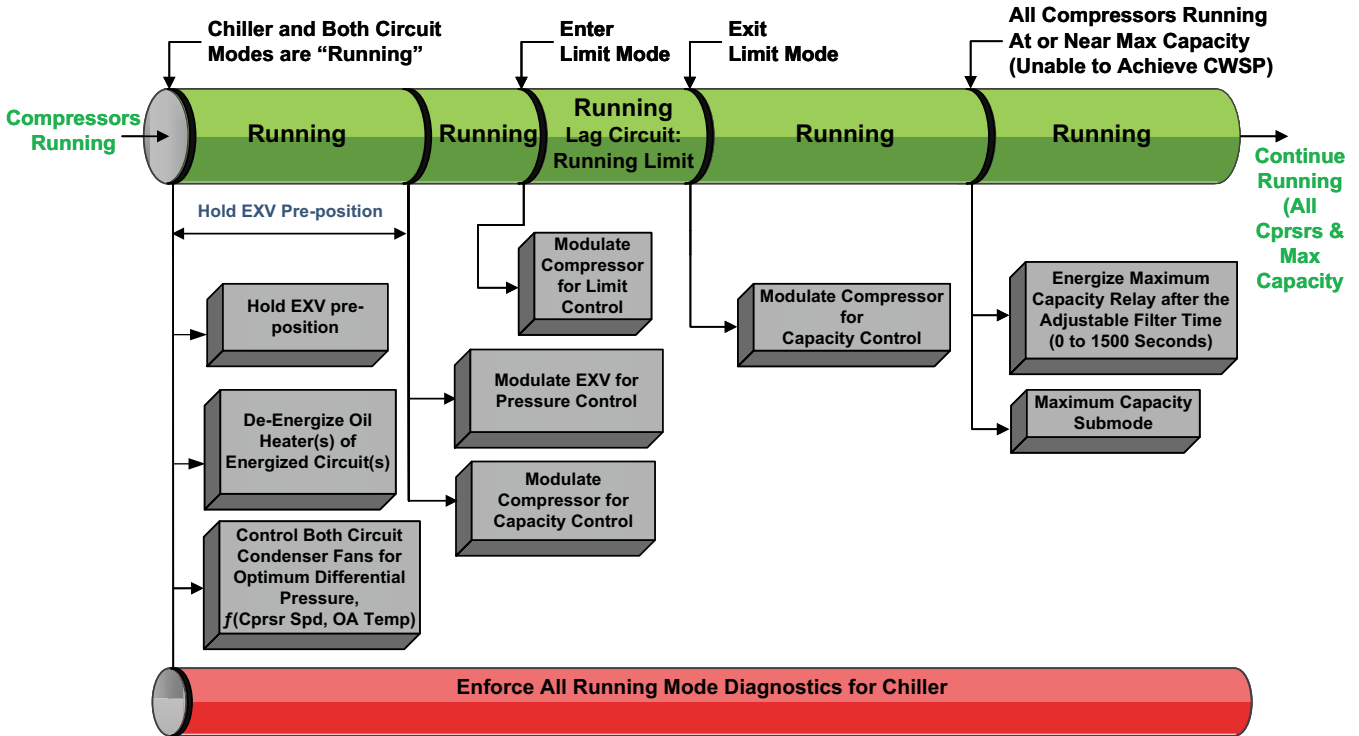 Chiller and Both Circuit
Modes are “Running”
Enter
Limit Mode
Exit
Limit Mode
All Compressors Running
At or Near Max Capacity
(Unable to Achieve CWSP)
Compressors
Running
Running
Running
Running
Lag Circuit:
Running Limit
Running
Running
Continue
Running
(All
Cprsrs &
Max
Capacity
Hold EXV Pre-position
Hold EXV pre-
position
De-Energize Oil
Heater(s) of
Energized Circuit(s)
Control Both Circuit
Condenser Fans for
Optimum Differential
Pressure,
ƒ(Cprsr Spd, OA Temp)
Modulate
Compressor
for Limit
Control
Modulate EXV for
Pressure Control
Modulate
Compressor for
Capacity Control
Modulate Compressor
for
Capacity Control
Energize Maximum
Capacity Relay after the
Adjustable Filter Time
(0 to 1500 Seconds)
Maximum Capacity
Submode
Enforce All Running Mode Diagnostics for Chiller